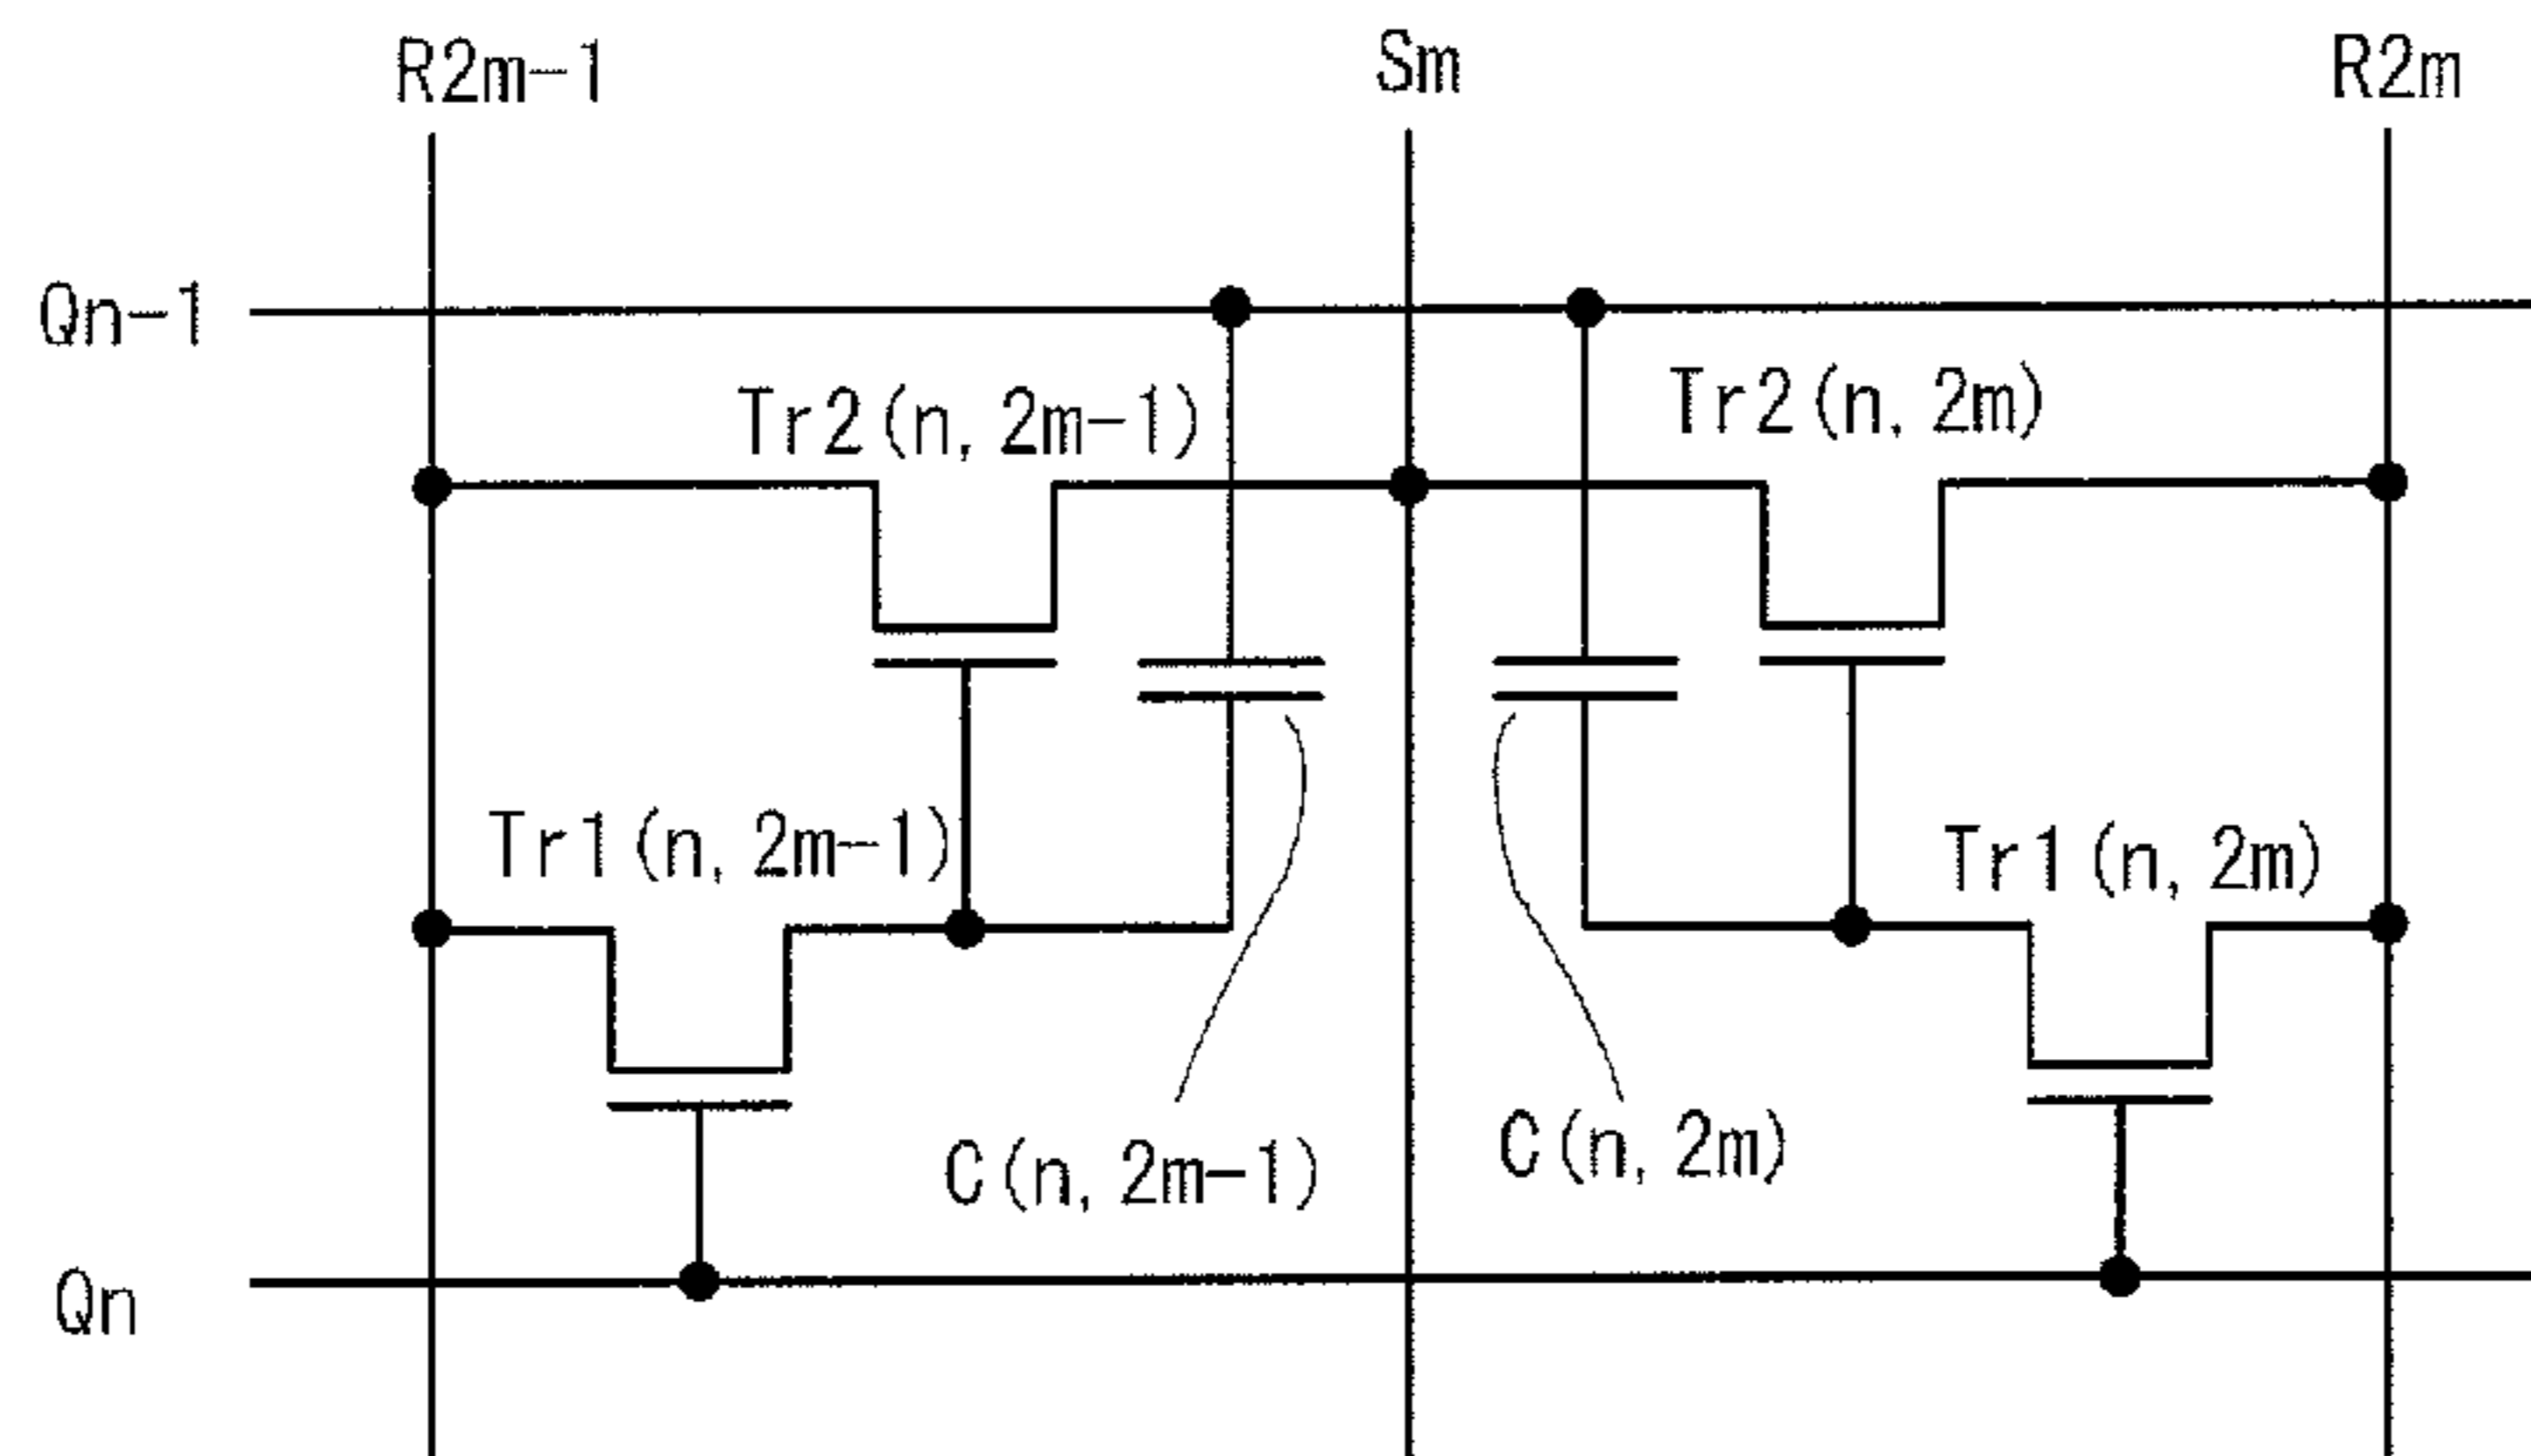 R2m-1
Sm
R2m
Qn-1
Tr2(n, 2m-1)
Tr2(n, 2m)
Tr1(n, 2m-1)
Tr1(n, 2m)
C(n, 2m-1)
C(n, 2m)
Qn